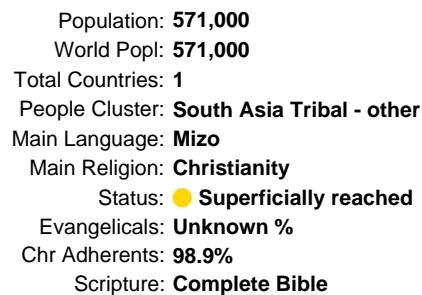 Population: 571,000
World Popl: 571,000
Total Countries: 1
People Cluster: South Asia Tribal - other
Main Language: Mizo
Main Religion: Christianity
Status: Superficially reached
Evangelicals: Unknown %
Chr Adherents: 98.9%
Scripture: Complete Bible